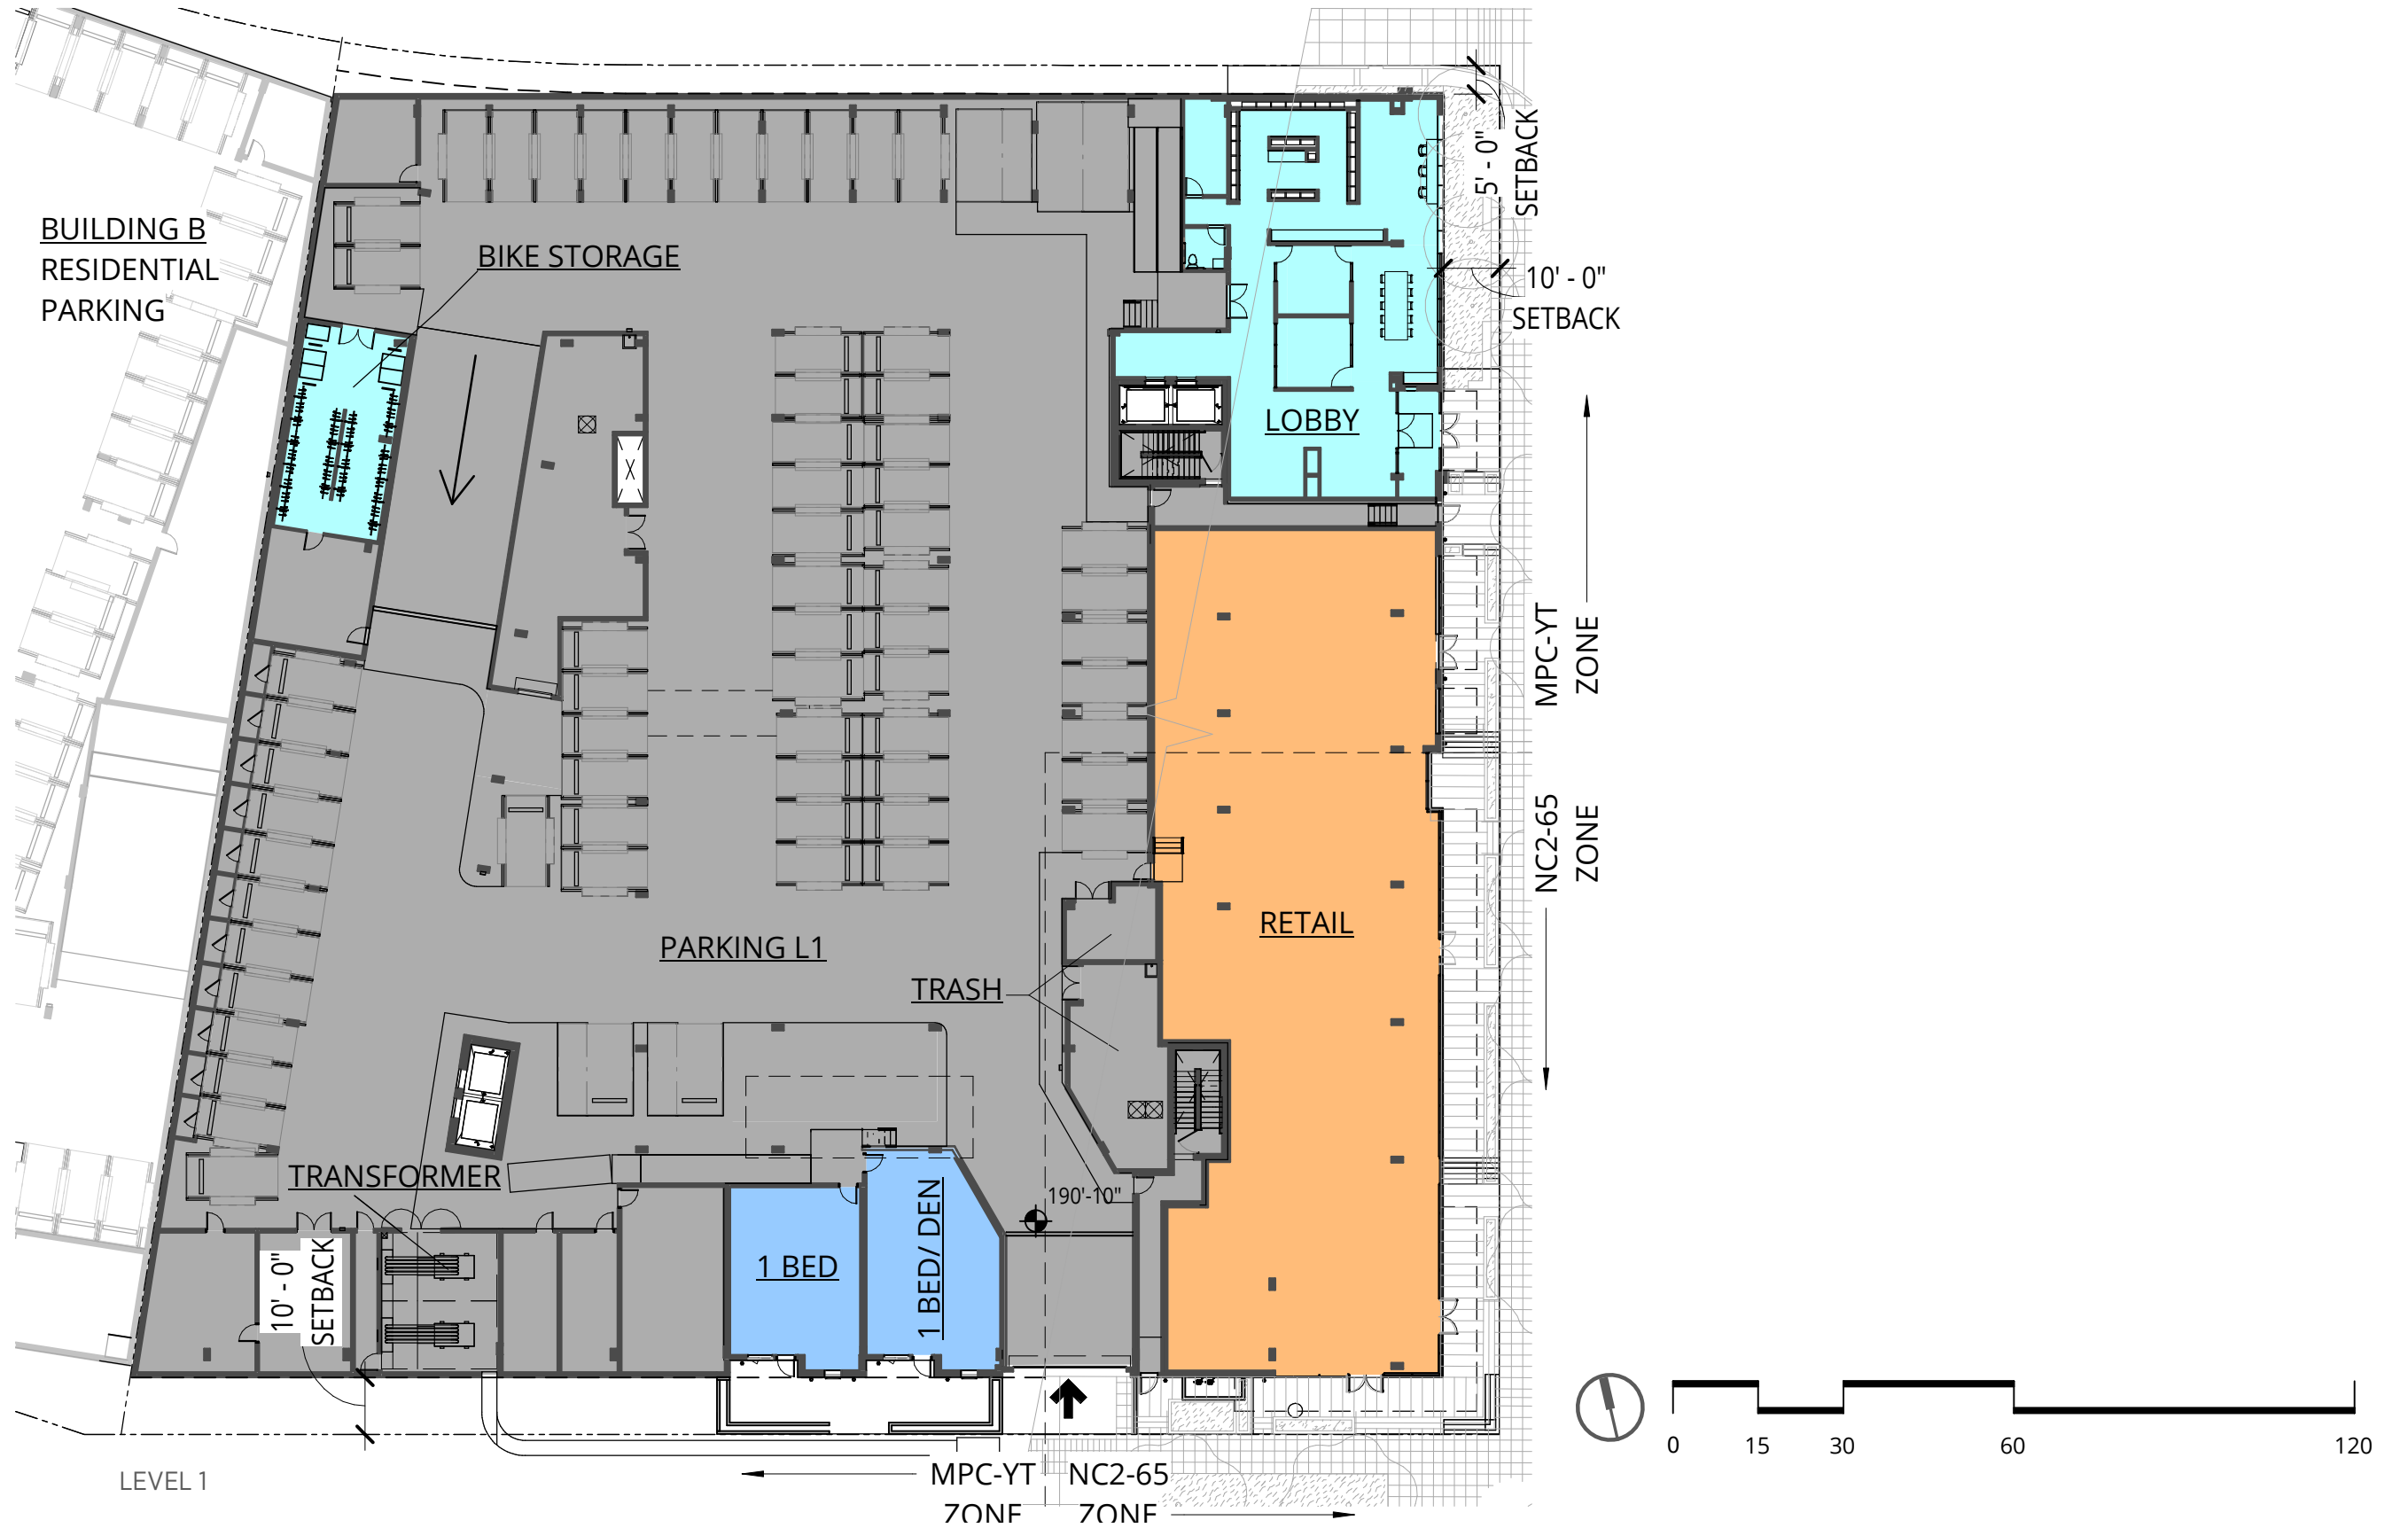 BUILDING B
RESIDENTIAL
PARKING
BIKE STORAGE
5' - 0"
SETBACK
10' - 0"
SETBACK
LOBBY
MPC-YT
ZONE
NC2-65
ZONE
RETAIL
PARKING L1
TRASH
TRANSFORMER
190'-10"
1 BED
1 BED/ DEN
10' - 0"
SETBACK
0 15 30 60 120
LEVEL 1
MPC-YT
ZONE
NC2-65
ZONE